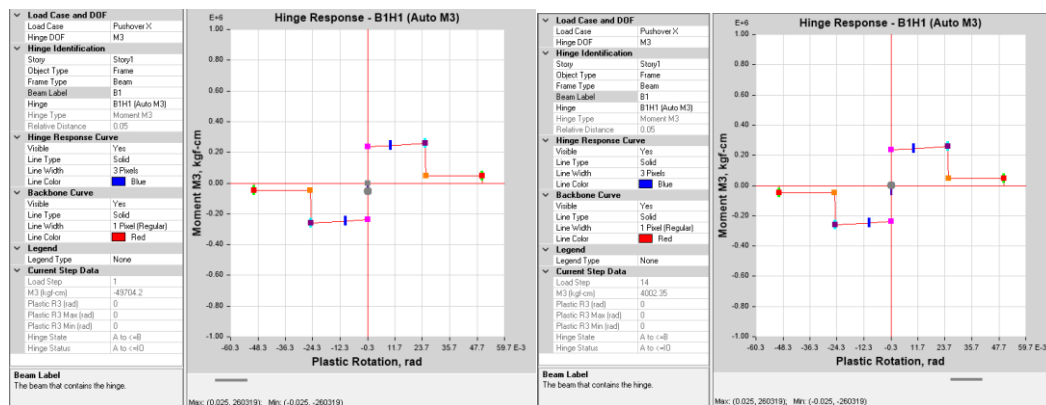 Load Case and DOF
Load Case Pushover X
Hinge DOF M3
Hinge Identification
Story Story1
Object Type Frame
Frame Type Beam
Beam Label B1
Hinge B1H1 (Auto M3)
Hinge Type Moment M3
Relative Distance 0.05
Hinge Response Curve
Visible Yes
Line Type Solid
Line Width 3 Pixels
Line Color Blue
Backbone Curve
Visible Yes
Line Type Solid
Line Width 1 Pixel (Regular)
Line Color Red
Legend
Legend Type None
Current Step Data
Load Step 1
M3 (kgf-cm) -49704.2
Plastic R3 (rad) 0
Plastic R3 Max (rad) 0
Plastic R3 Min (rad) 0
Hinge State A to <=B
Hinge Status A to <=IO
Beam Label
The beam that contains the hinge.
Hinge Response - B1H1 (Auto M3)
E+6
1.00
0.80
0.60
0.40
0.20
0.00
-0.20
-0.40
-0.60
-0.80
-1.00
Moment M3, kgf-cm
-60.3 -48.3 -36.3 -24.3 -12.3 -0.3 11.7 23.7 35.7 47.7 59.7 E-3
Plastic Rotation, rad
Max: (0.025, 260319); Min: (-0.025, -260319)
Load Case and DOF
Load Case Pushover X
Hinge DOF M3
Hinge Identification
Story Story1
Object Type Frame
Frame Type Beam
Beam Label B1
Hinge B1H1 (Auto M3)
Hinge Type Moment M3
Relative Distance 0.05
Hinge Response Curve
Visible Yes
Line Type Solid
Line Width 3 Pixels
Line Color Blue
Backbone Curve
Visible Yes
Line Type Solid
Line Width 1 Pixel (Regular)
Line Color Red
Legend
Legend Type None
Current Step Data
Load Step 14
M3 (kgf-cm) 4002.35
Plastic R3 (rad) 0
Plastic R3 Max (rad) 0
Plastic R3 Min (rad) 0
Hinge State A to <=B
Hinge Status A to <=IO
Beam Label
The beam that contains the hinge.
Hinge Response - B1H1 (Auto M3)
E+6
1.00
0.80
0.60
0.40
0.20
0.00
-0.20
-0.40
-0.60
-0.80
-1.00
Moment M3, kgf-cm
-60.3 -48.3 -36.3 -24.3 -12.3 -0.3 11.7 23.7 35.7 47.7 59.7 E-3
Plastic Rotation, rad
Max: (0.025, 260319); Min: (-0.025, -260319)